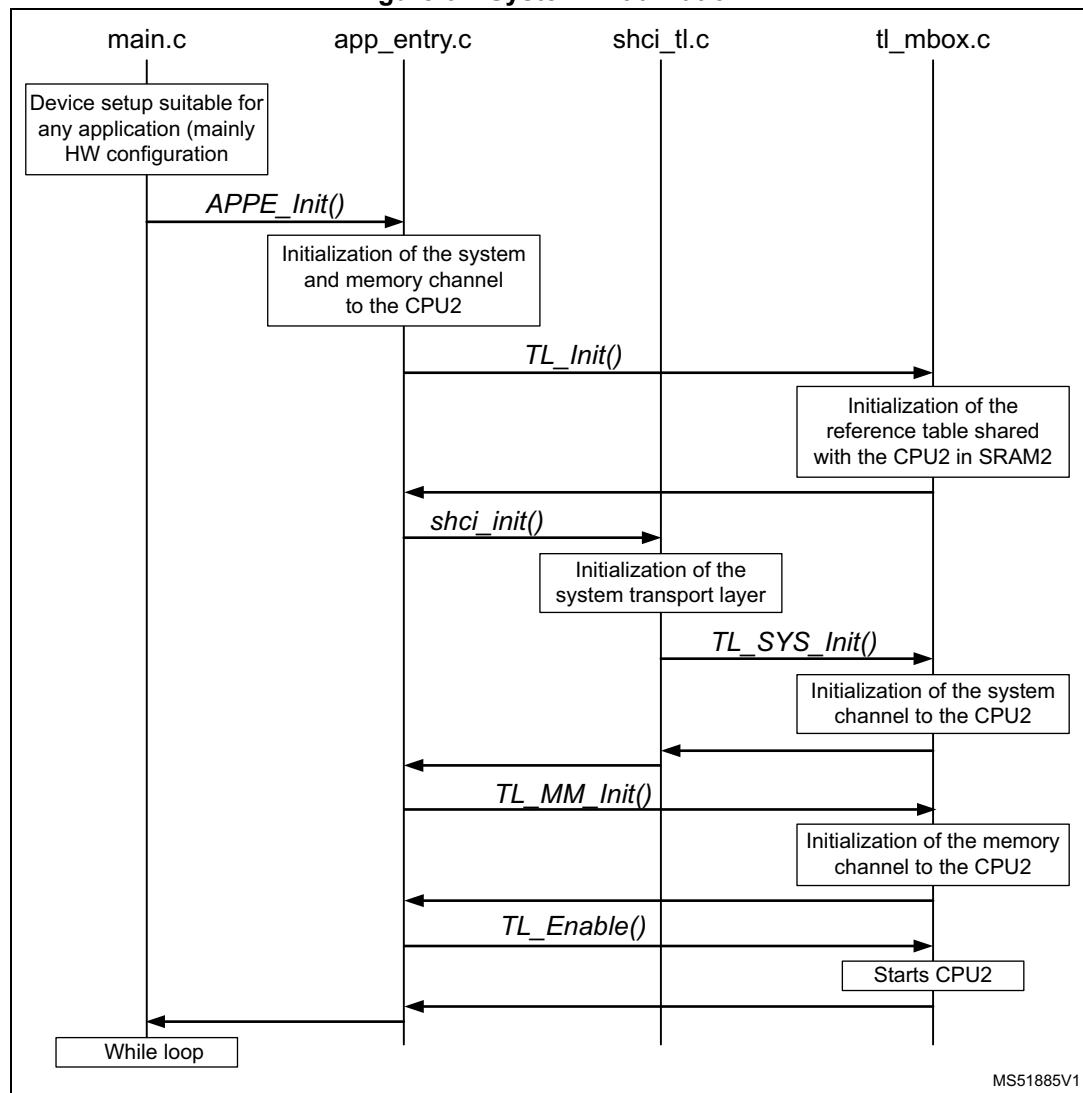 main.c app_entry.c shci_tl.c tl_mbox.c
Device setup suitable for
any application (mainly
HW configuration
APPE_Init()
Initialization of the system
and memory channel
to the CPU2
TL_Init()
Initialization of the
reference table shared
with the CPU2 in SRAM2
shci_init()
Initialization of the
system transport layer
TL_SYS_Init()
Initialization of the system
channel to the CPU2
TL_MM_Init()
Initialization of the memory
channel to the CPU2
TL_Enable()
Starts CPU2
While loop
MS51885V1